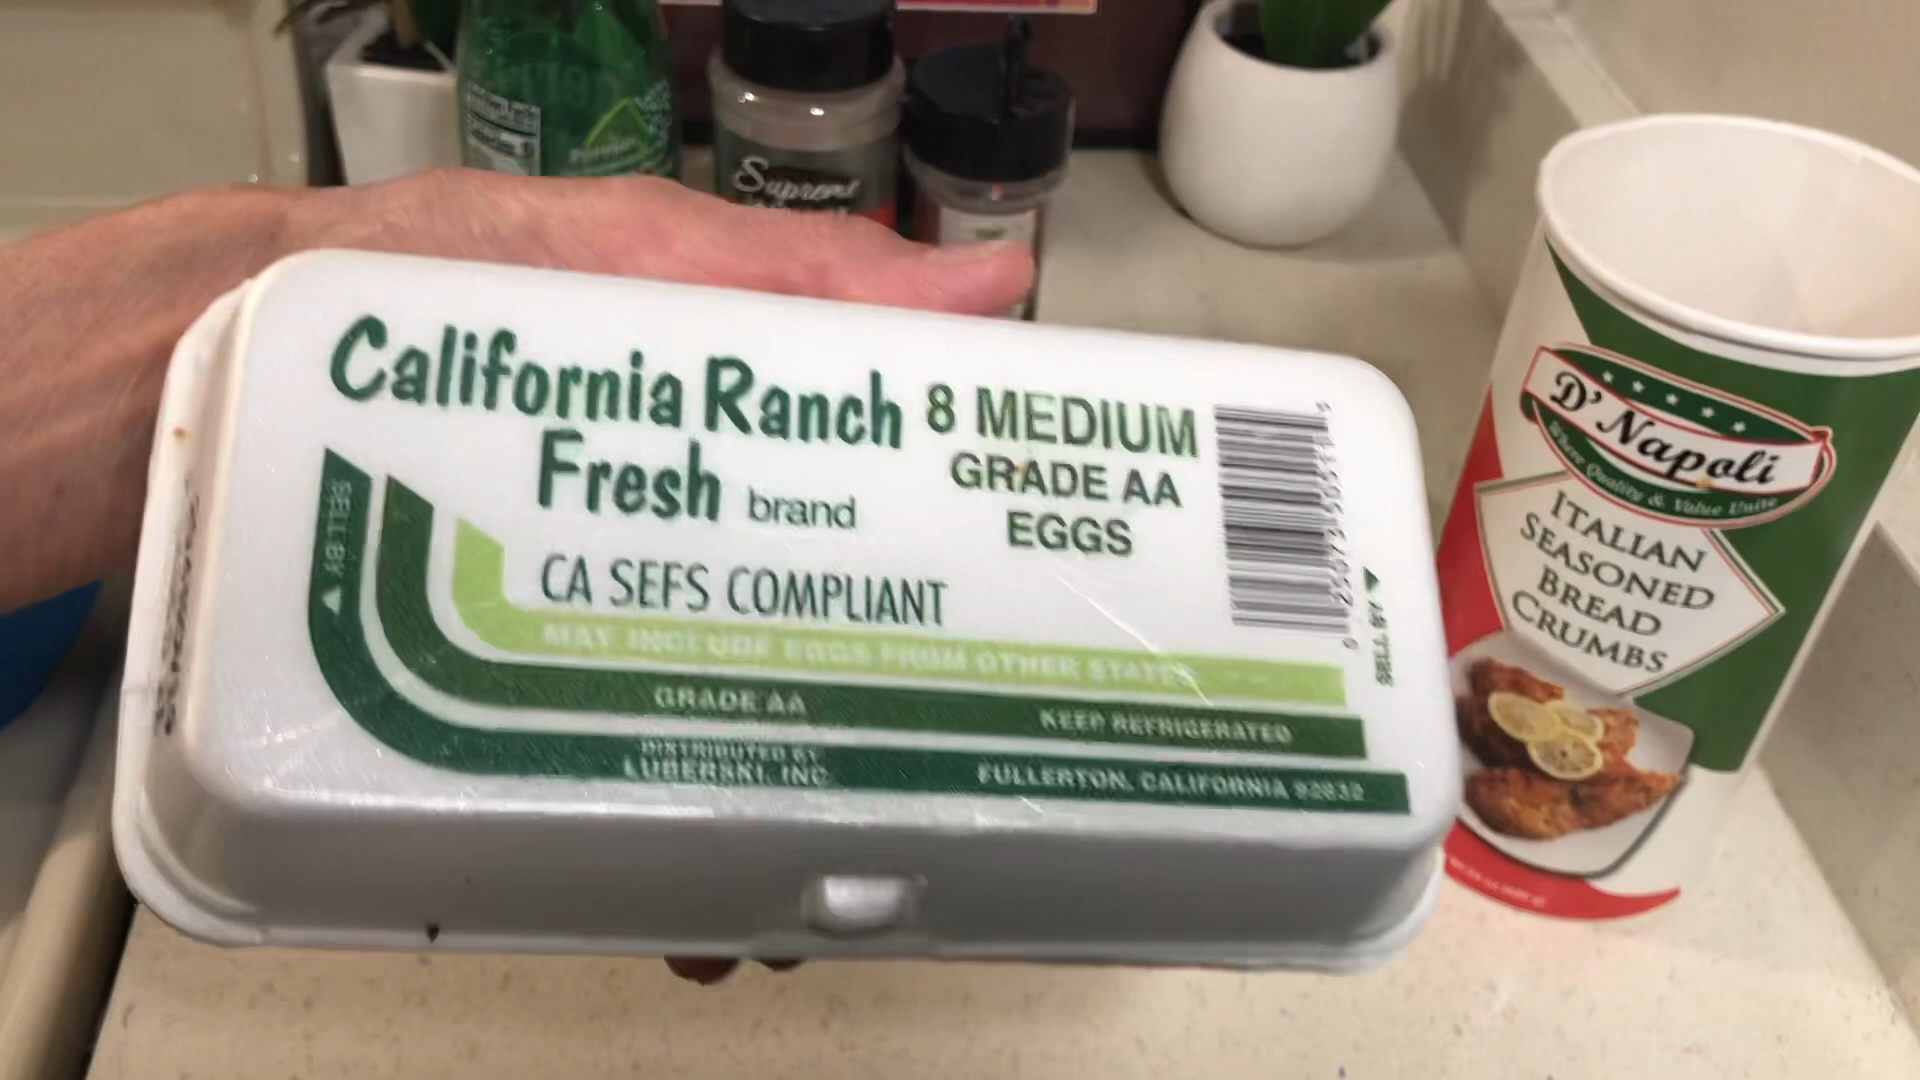 Supreme
California Ranch
Fresh brand
8 MEDIUM
GRADE AA
EGGS
CA SEFS COMPLIANT
MAY INCLUDE EGGS FROM OTHER STATES
GRADE AA
KEEP REFRIGERATED
DISTRIBUTED BY
LUBERSKI, INC
FULLERTON, CALIFORNIA 92832
SELL BY
SELL BY
D'Napoli
Where Quality & Value Unite
ITALIAN
SEASONED
BREAD
CRUMBS